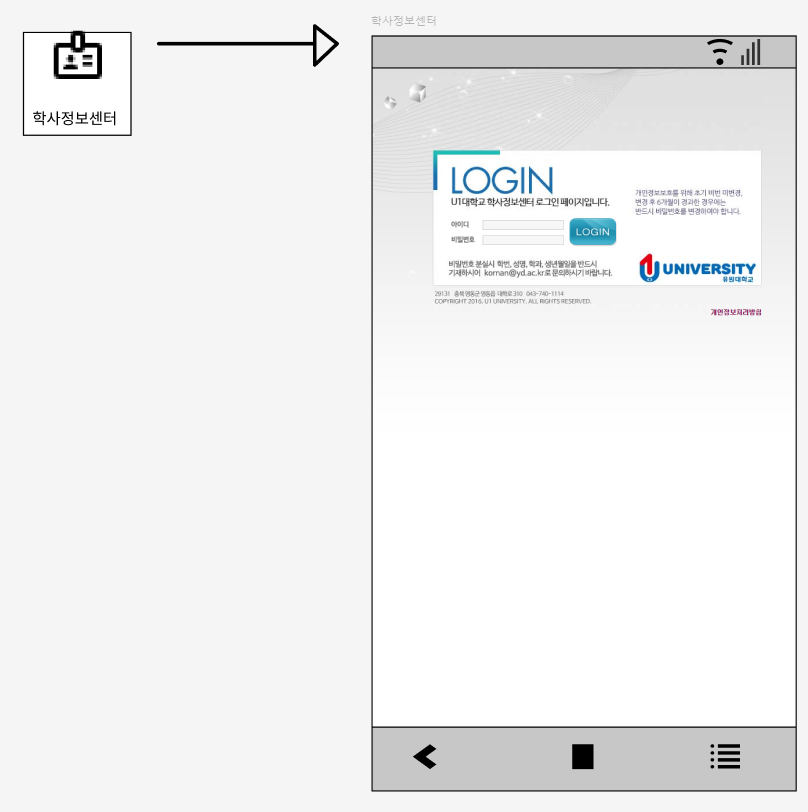 학사정보센터
학사정보센터
LOGIN
U1대학교 학사정보센터 로그인 페이지입니다.
아이디
비밀번호
LOGIN
비밀번호 분실시 학번, 성명, 학과, 생년월일을 반드시
기재하시어 kornan@yd.ac.kr로 문의하시기 바랍니다.
개인정보보호를 위해 초기 비번 미변경,
변경 후 6개월이 경과한 경우에는
반드시 비밀번호를 변경하여야 합니다.
U1 UNIVERSITY
유원대학교
29131 충북 영동군 영동읍 대학로 310 043-740-1114
COPYRIGHT 2016. U1 UNIVERSITY. ALL RIGHTS RESERVED.
개인정보처리방침